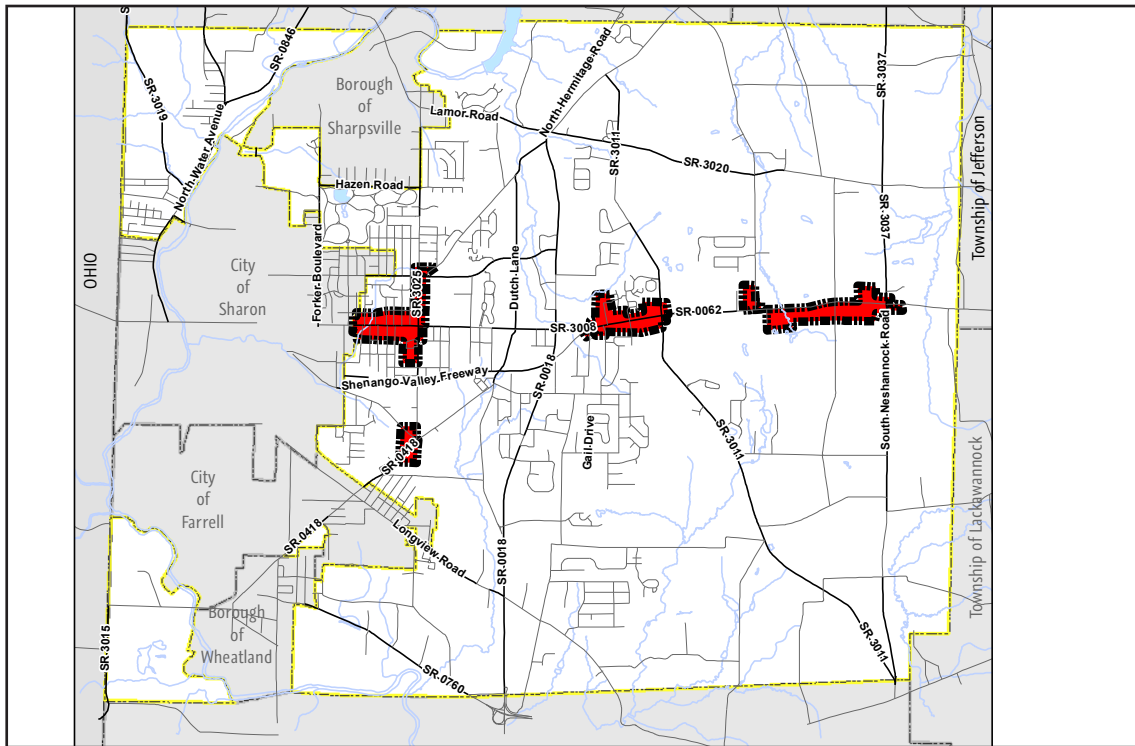 S
SR-0846
SR-3019
North Water Avenue
Borough
of
Sharpsville
North-Hermitage Road
Lamor Road
SR-3011
SR-3020
SR-3037
Township of Jefferson
Hazen Road
SR-3037
OHIO
City
of
Sharon
Forker-Boulevard
SR-3025
Dutch-Lane
SR-3008
SR-0062
South-Neshannock-Road
Shenango-Valley-Freeway
SR-0018
Gail-Drive
SR-3011
SR-0418
City
of
Farrell
Township of Lackawannock
SR-0418
Longview-Road
SR-0018
Borough
of
Wheatland
SR-3015
SR-0760
SR-3011